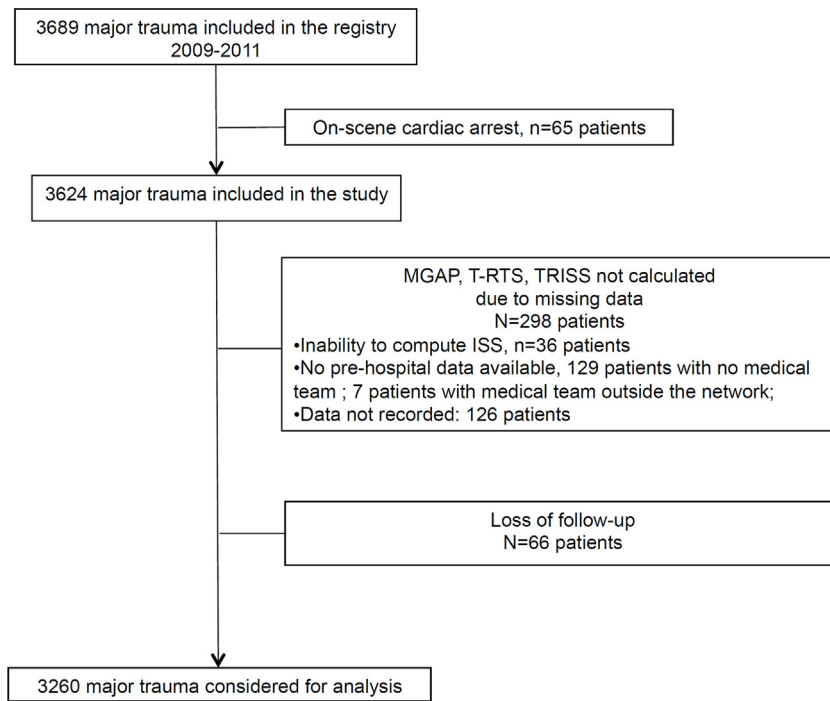 3689 major trauma included in the registry
2009-2011
On-scene cardiac arrest, n=65 patients
3624 major trauma included in the study
MGAP, T-RTS, TRISS not calculated
due to missing data
N=298 patients
•Inability to compute ISS, n=36 patients
•No pre-hospital data available, 129 patients with no medical
team ; 7 patients with medical team outside the network;
•Data not recorded: 126 patients
Loss of follow-up
N=66 patients
3260 major trauma considered for analysis